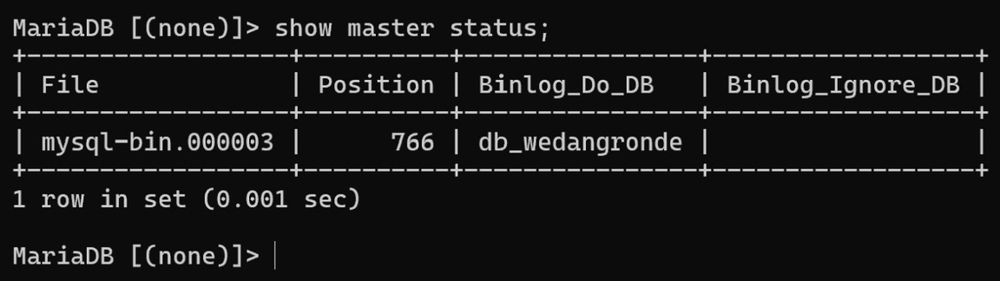 MariaDB [(none)]> show master status;
+------------------+----------+----------------+------------------+
| File             | Position | Binlog_Do_DB   | Binlog_Ignore_DB |
+------------------+----------+----------------+------------------+
| mysql-bin.000003 |      766 | db_wedangronde |                  |
+------------------+----------+----------------+------------------+
1 row in set (0.001 sec)
MariaDB [(none)]>